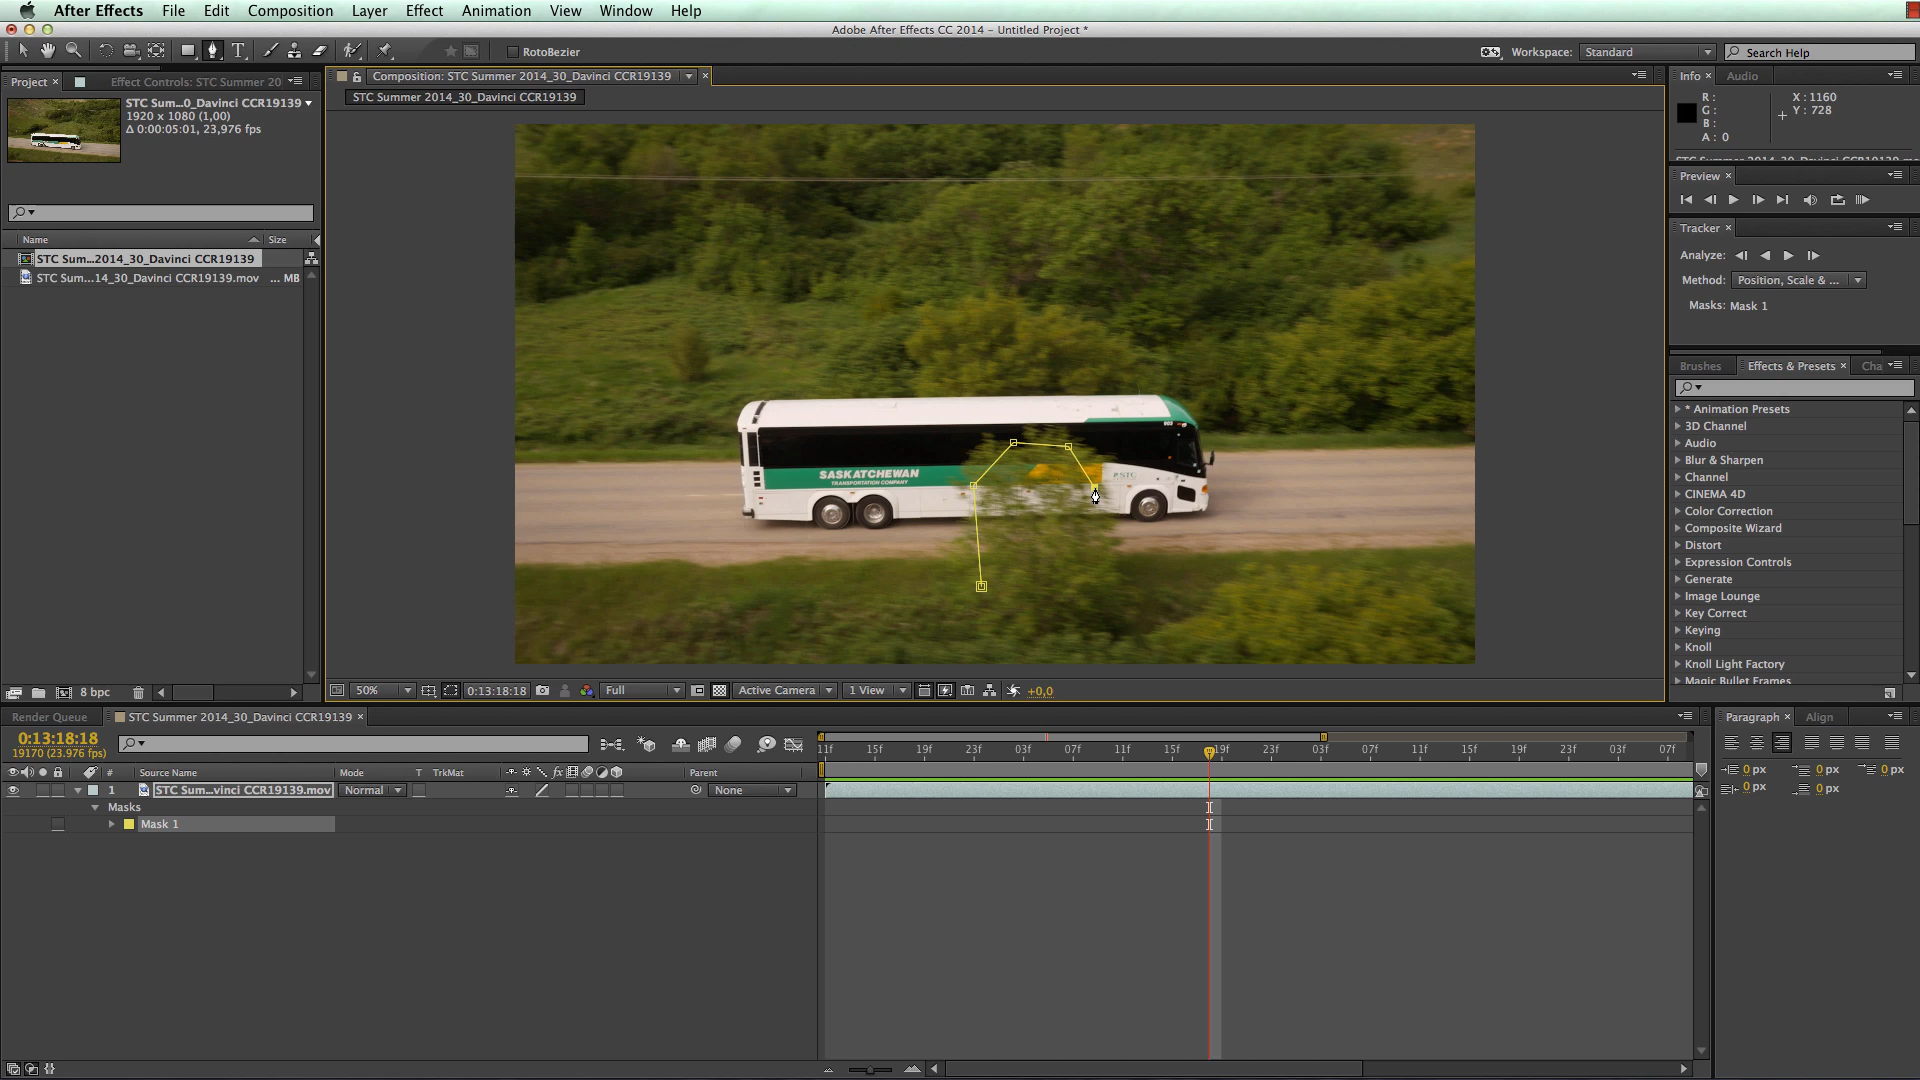 After Effects File Edit Composition Layer Effect Animation View Window Help
Adobe After Effects CC 2014 – Untitled Project *
RotoBezier
Workspace: Standard
Search Help
Project
Effect Controls: STC Summer 20
STC Sum...0_Davinci CCR19139
1920 x 1080 (1,00)
Δ 0:00:05:01, 23,976 fps
Name Size
STC Sum...2014_30_Davinci CCR19139
STC Sum....14_30_Davinci CCR19139.mov ... MB
8 bpc
Composition: STC Summer 2014_30_Davinci CCR19139
STC Summer 2014_30_Davinci CCR19139
SASKATCHEWAN
TRANSPORTATION COMPANY
STC
50% 0:13:18:18 Full Active Camera 1 View +0,0
Info Audio
R :
G :
B :
A : 0
X : 1160
Y : 728
Preview
Tracker
Analyze:
Method: Position, Scale & ...
Masks: Mask 1
Brushes Effects & Presets Cha
* Animation Presets
3D Channel
Audio
Blur & Sharpen
Channel
CINEMA 4D
Color Correction
Composite Wizard
Distort
Expression Controls
Generate
Image Lounge
Key Correct
Keying
Knoll
Knoll Light Factory
Magic Bullet Frames
Render Queue
STC Summer 2014_30_Davinci CCR19139
0:13:18:18
19170 (23.976 fps)
# Source Name Mode T TrkMat fx Parent
1 STC Sum...vinci CCR19139.mov Normal None
Masks
Mask 1
11f 15f 19f 23f 03f 07f 11f 15f 19f 23f 03f 07f 11f 15f 19f 23f 03f 07f
Paragraph Align
0 px 0 px 0 px
0 px 0 px